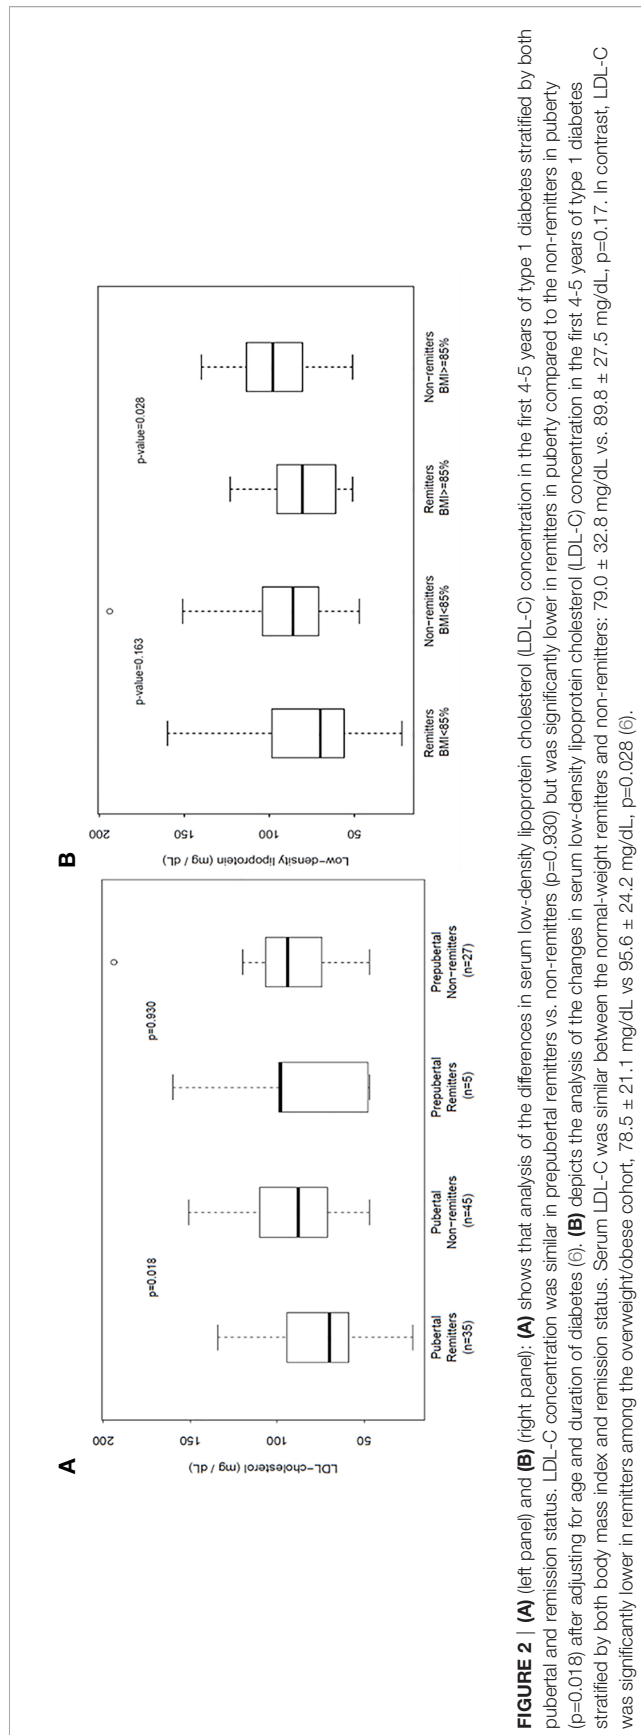 A
LDL-cholesterol (mg / dL)
200
150
100
50
p=0.018
p=0.930
Pubertal
Remitters
(n=35)
Pubertal
Non-remitters
(n=45)
Prepubertal
Remitters
(n=5)
Prepubertal
Non-remitters
(n=27)
B
Low-density lipoprotein (mg / dL)
200
150
100
50
p-value=0.163
p-value=0.028
Remitters
BMI<85%
Non-remitters
BMI<85%
Remitters
BMI>=85%
Non-remitters
BMI>=85%
FIGURE 2 | (A) (left panel) and (B) (right panel): (A) shows that analysis of the differences in serum low-density lipoprotein cholesterol (LDL-C) concentration in the first 4-5 years of type 1 diabetes stratified by both
pubertal and remission status. LDL-C concentration was similar in prepubertal remitters vs. non-remitters (p=0.930) but was significantly lower in remitters in puberty compared to the non-remitters in puberty
(p=0.018) after adjusting for age and duration of diabetes (6). (B) depicts the analysis of the changes in serum low-density lipoprotein cholesterol (LDL-C) concentration in the first 4-5 years of type 1 diabetes
stratified by both body mass index and remission status. Serum LDL-C was similar between the normal-weight remitters and non-remitters: 79.0 ± 32.8 mg/dL vs. 89.8 ± 27.5 mg/dL, p=0.17. In contrast, LDL-C
was significantly lower in remitters among the overweight/obese cohort, 78.5 ± 21.1 mg/dL vs 95.6 ± 24.2 mg/dL, p=0.028 (6).